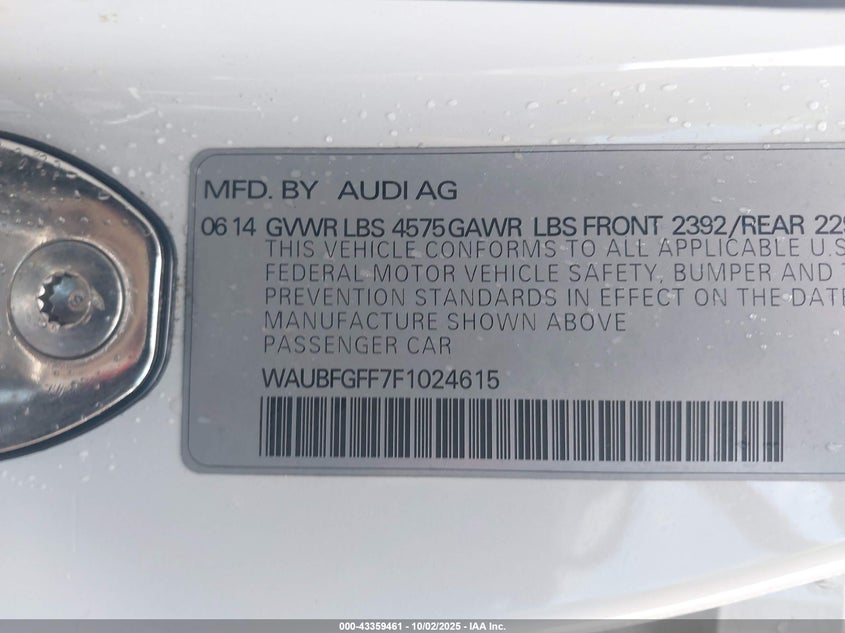 MFD. BY AUDI AG
06 14 GVWR LBS 4575 GAWR LBS FRONT 2392/REAR 229
THIS VEHICLE CONFORMS TO ALL APPLICABLE U.S
FEDERAL MOTOR VEHICLE SAFETY, BUMPER AND T
PREVENTION STANDARDS IN EFFECT ON THE DATE
MANUFACTURE SHOWN ABOVE
PASSENGER CAR
WAUBFGFF7F1024615
000-43359461 - 10/02/2025 - IAA Inc.